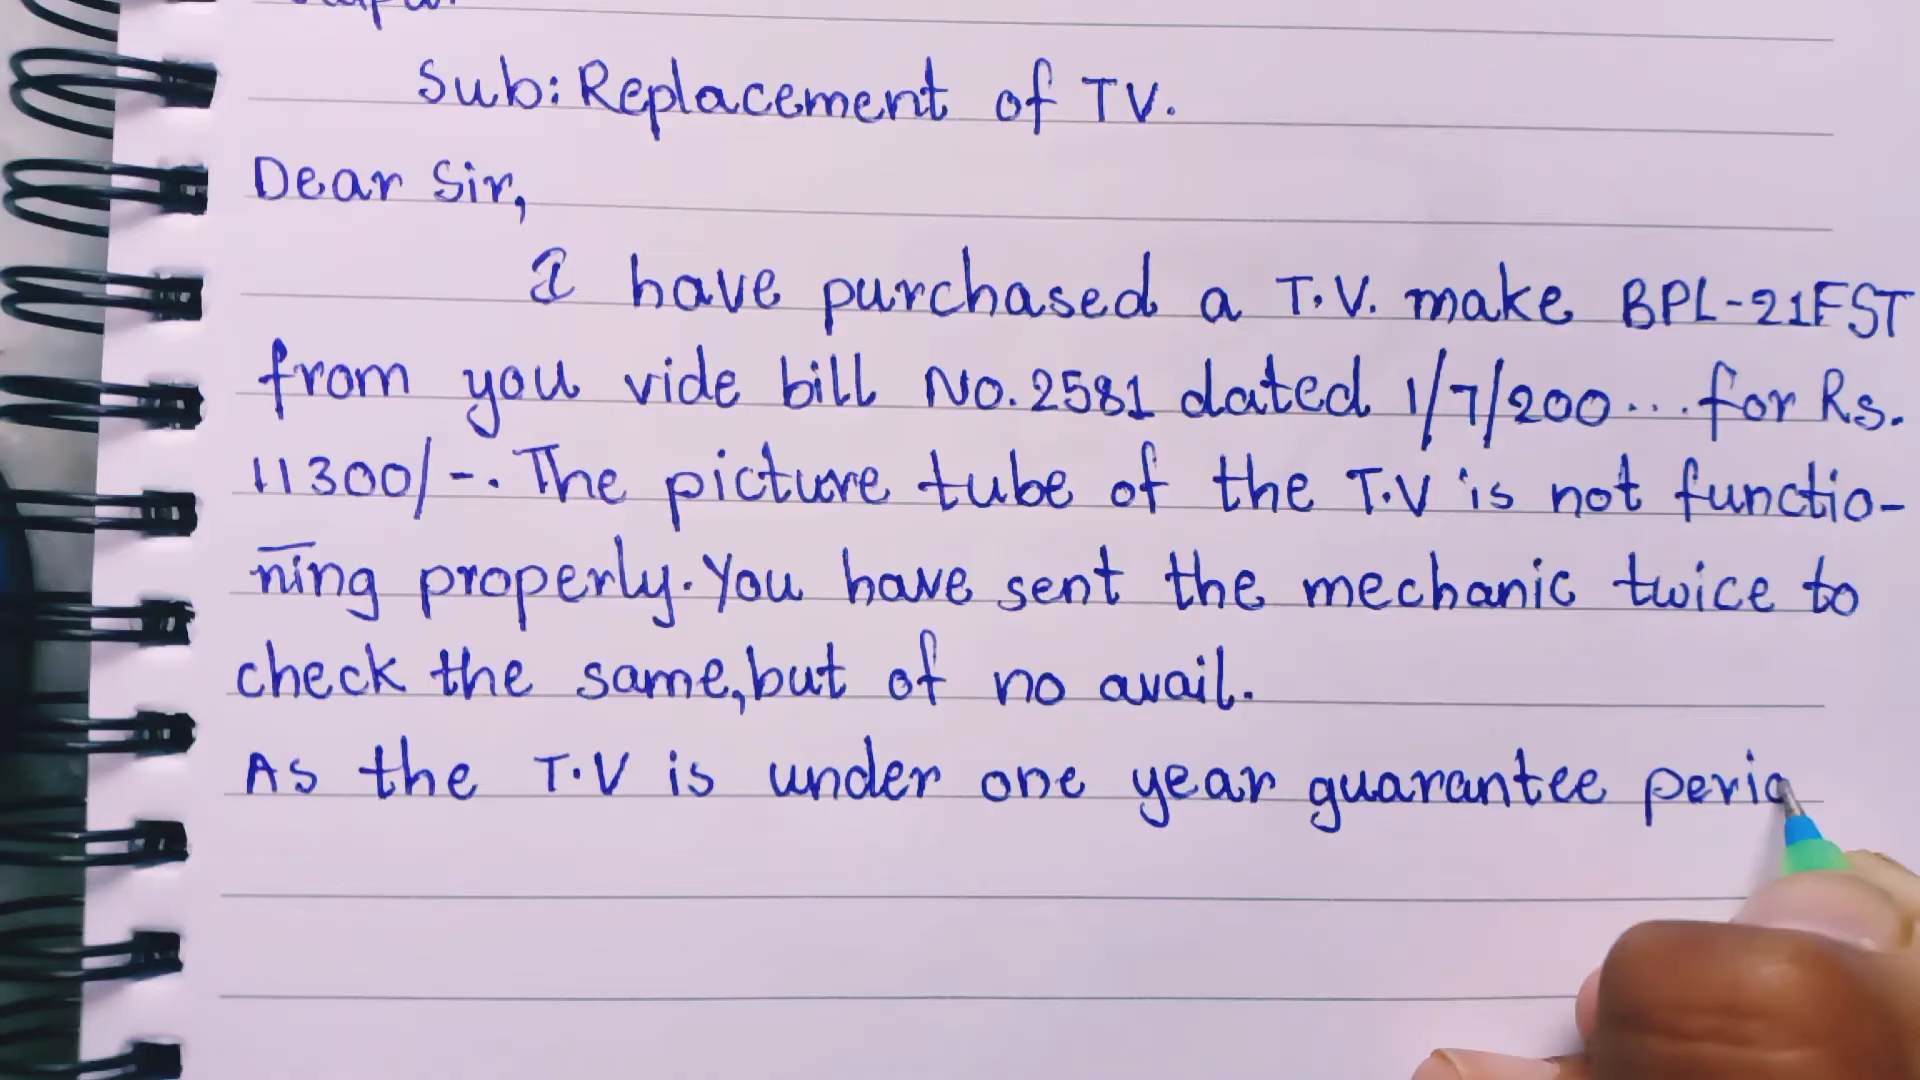 Sub: Replacement of TV.
Dear Sir,
I have purchased a T.V. make BPL-21FST
from you vide bill No. 2581 dated 1/7/200... for Rs.
11300/-. The picture tube of the T.V is not functio-
ning properly. You have sent the mechanic twice to
check the same, but of no avail.
As the T.V is under one year guarantee perio